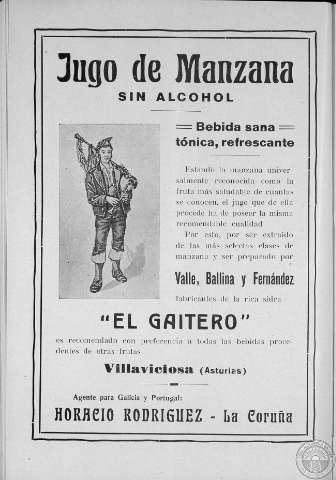 Jugo de Manzana
SIN ALCOHOL
Bebida sana
tónica, refrescante
Estando la manzana univer-
salmente reconocida como la
fruta más saludable de cuantas
se conocen, el jugo que de ella
procede ha de poseer la misma
recomendable cualidad
Por esto, por ser extraido
de las más selectas clases de
manzana y ser preparado por
Valle, Ballina y Fernández
fabricantes de la rica sidra
"EL GAITERO"
es recomendado con preferencia a todas las bebidas proce-
dentes de otras frutas
Villaviciosa (Asturias)
Agente para Galicia y Portugal:
HORACIO RODRIGUEZ - La Coruña